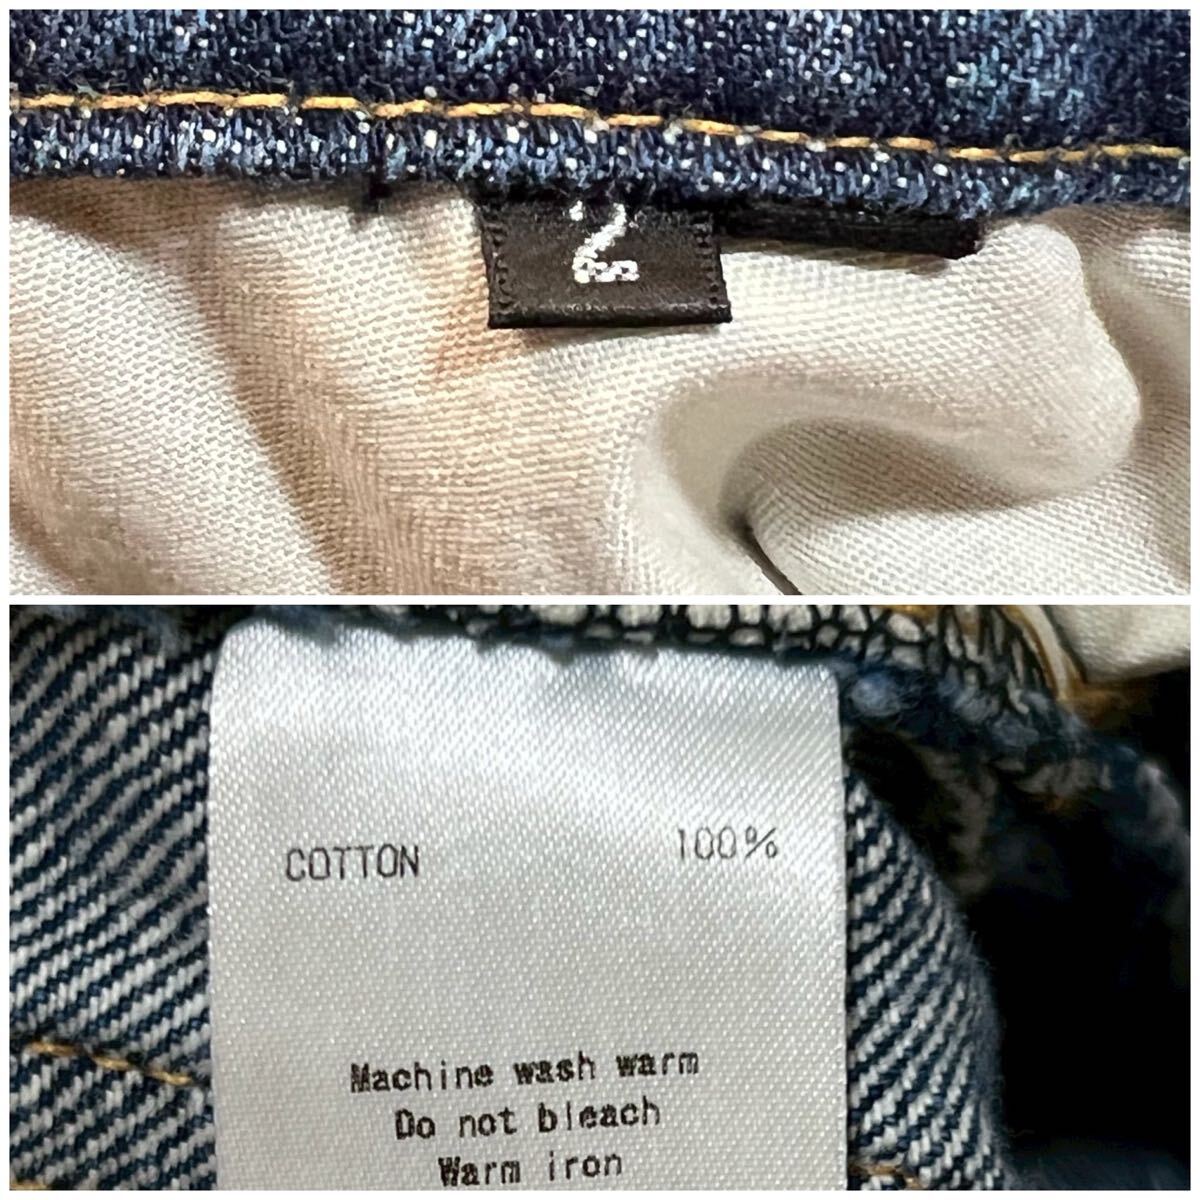 2
COTTON 100%
Machine wash warm
Do not bleach
Warm iron